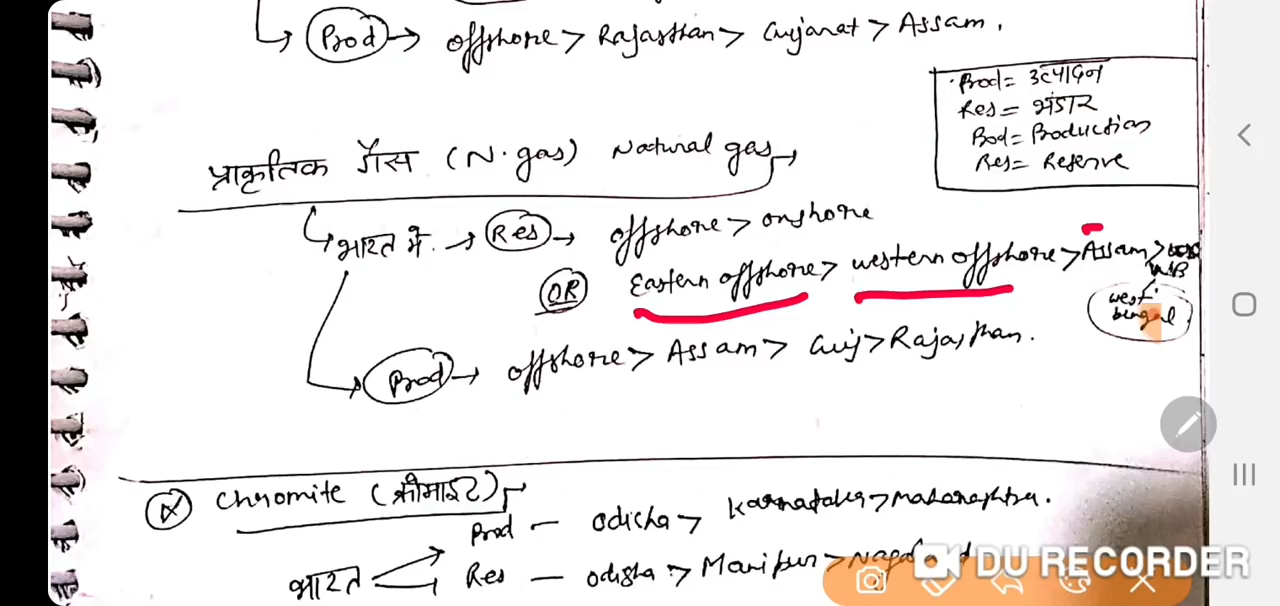 Prod → offshore > Rajasthan > Gujarat > Assam.
Prod = उत्पादन
Res = भंडार
Prod = Production
Res = Reserve
प्राकृतिक गैस (N. gas) Natural gas
भारत में → Res → offshore > onshore
OR Eastern offshore > western offshore > Assam > WB
west bengal
Prod → offshore > Assam > Guj > Rajasthan.
Chromite (क्रोमाइट)
Prod — odisha > Karnataka > Maharashtra.
भारत
Res — odisha > Manipur >
DU RECORDER